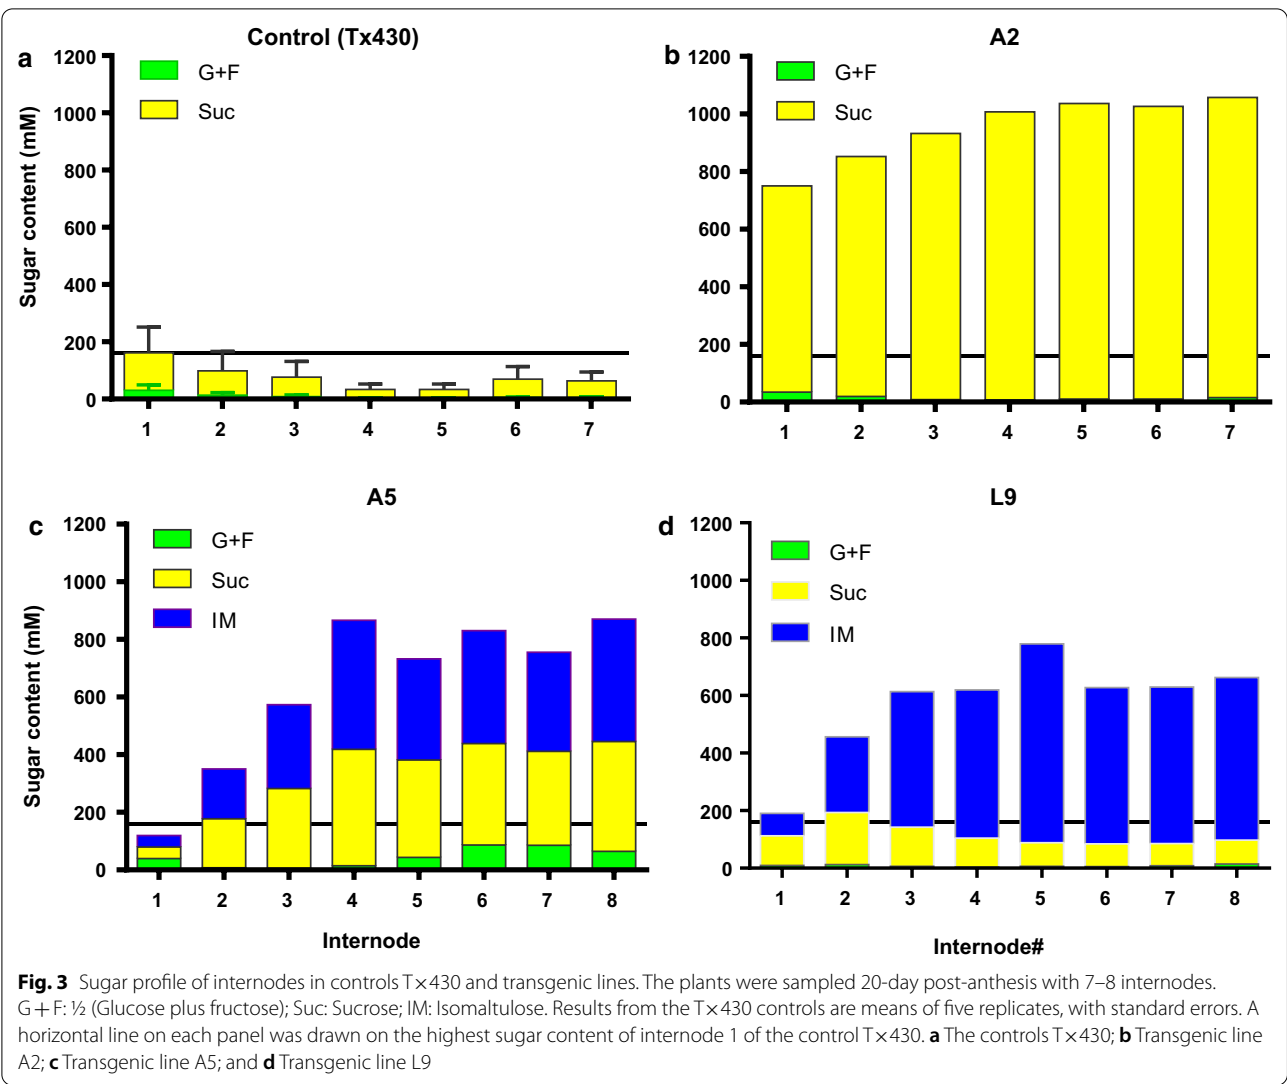 a
Control (Tx430)
1200
1000
800
600
400
200
0
Sugar content (mM)
G+F
Suc
1 2 3 4 5 6 7
b
A2
1200
1000
800
600
400
200
0
G+F
Suc
1 2 3 4 5 6 7
c
A5
1200
1000
800
600
400
200
0
Sugar content (mM)
G+F
Suc
IM
1 2 3 4 5 6 7 8
Internode
d
L9
1200
1000
800
600
400
200
0
G+F
Suc
IM
1 2 3 4 5 6 7 8
Internode#
Fig. 3 Sugar profile of internodes in controls T×430 and transgenic lines. The plants were sampled 20-day post-anthesis with 7–8 internodes.
G+F: ½ (Glucose plus fructose); Suc: Sucrose; IM: Isomaltulose. Results from the T×430 controls are means of five replicates, with standard errors. A
horizontal line on each panel was drawn on the highest sugar content of internode 1 of the control T×430. a The controls T×430; b Transgenic line
A2; c Transgenic line A5; and d Transgenic line L9